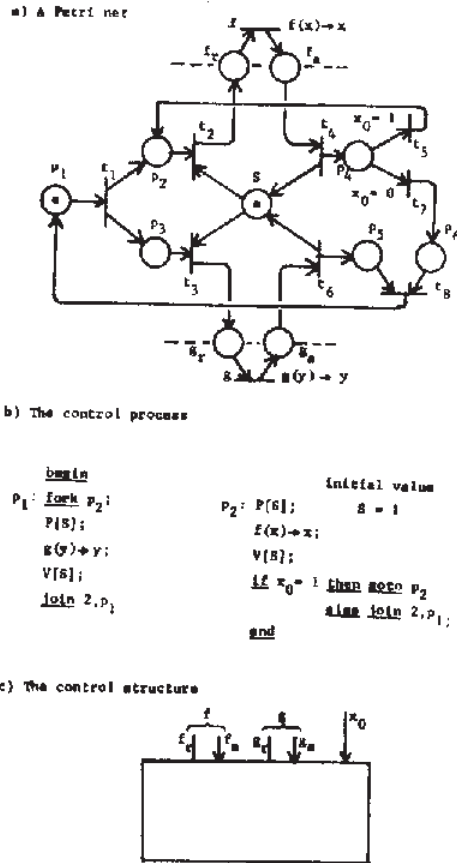 a) A Petri net
f f(x)→x
f_r f_a
x_0 = 1
t_2 t_4 t_5
p_1 t_1 p_2 S p_4
x_0 = 0 t_7
p_3 p_5 p_6
t_3 t_6 t_8
g_r g_a
g g(y)→ y
b) The control process
begin
initial value
p_1: fork p_2;
p_2: P[S]; S = 1
P[S];
f(x)→x;
g(y)→y;
V[S];
V[S];
if x_0= 1 then goto p_2
join 2,p_1
else join 2,p_1;
end
c) The control structure
f g
x_0
f_r f_a g_r g_a